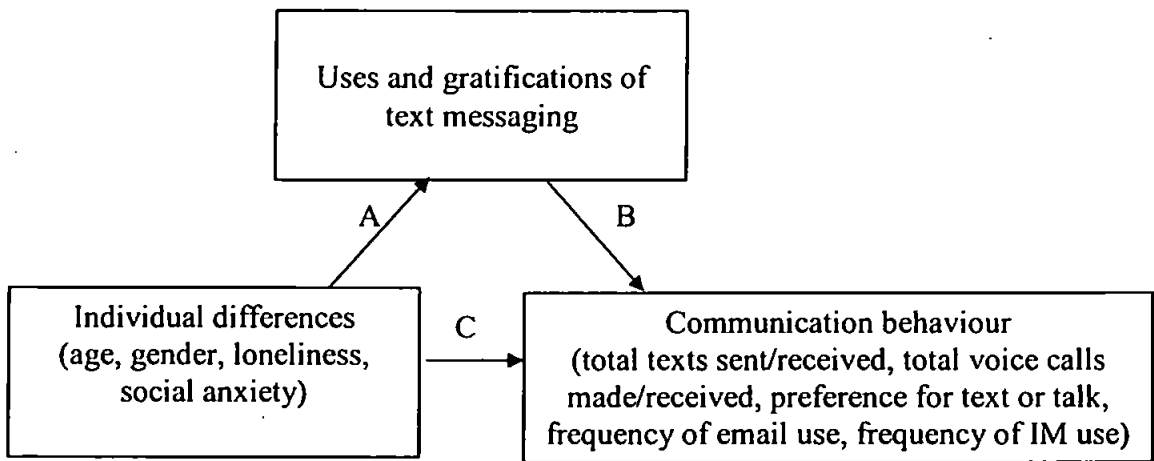 Uses and gratifications of
text messaging
A
B
Individual differences
(age, gender, loneliness,
social anxiety)
C
Communication behaviour
(total texts sent/received, total voice calls
made/received, preference for text or talk,
frequency of email use, frequency of IM use)